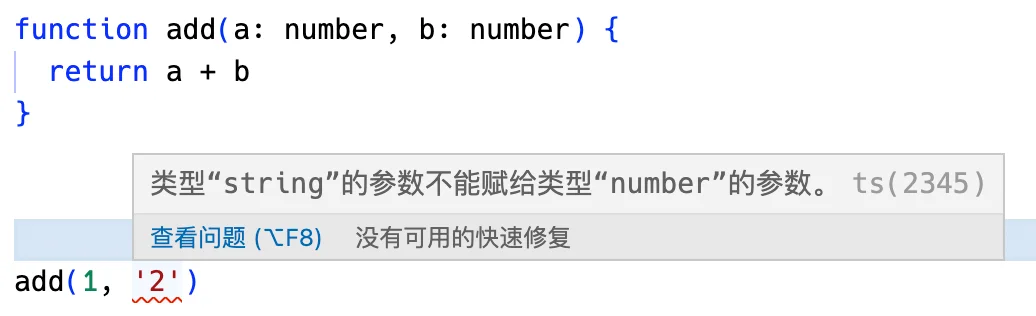 function add(a: number, b: number) {
  return a + b
}
类型“string”的参数不能赋给类型“number”的参数。 ts(2345)
查看问题 (⌥F8) 没有可用的快速修复
add(1, '2')